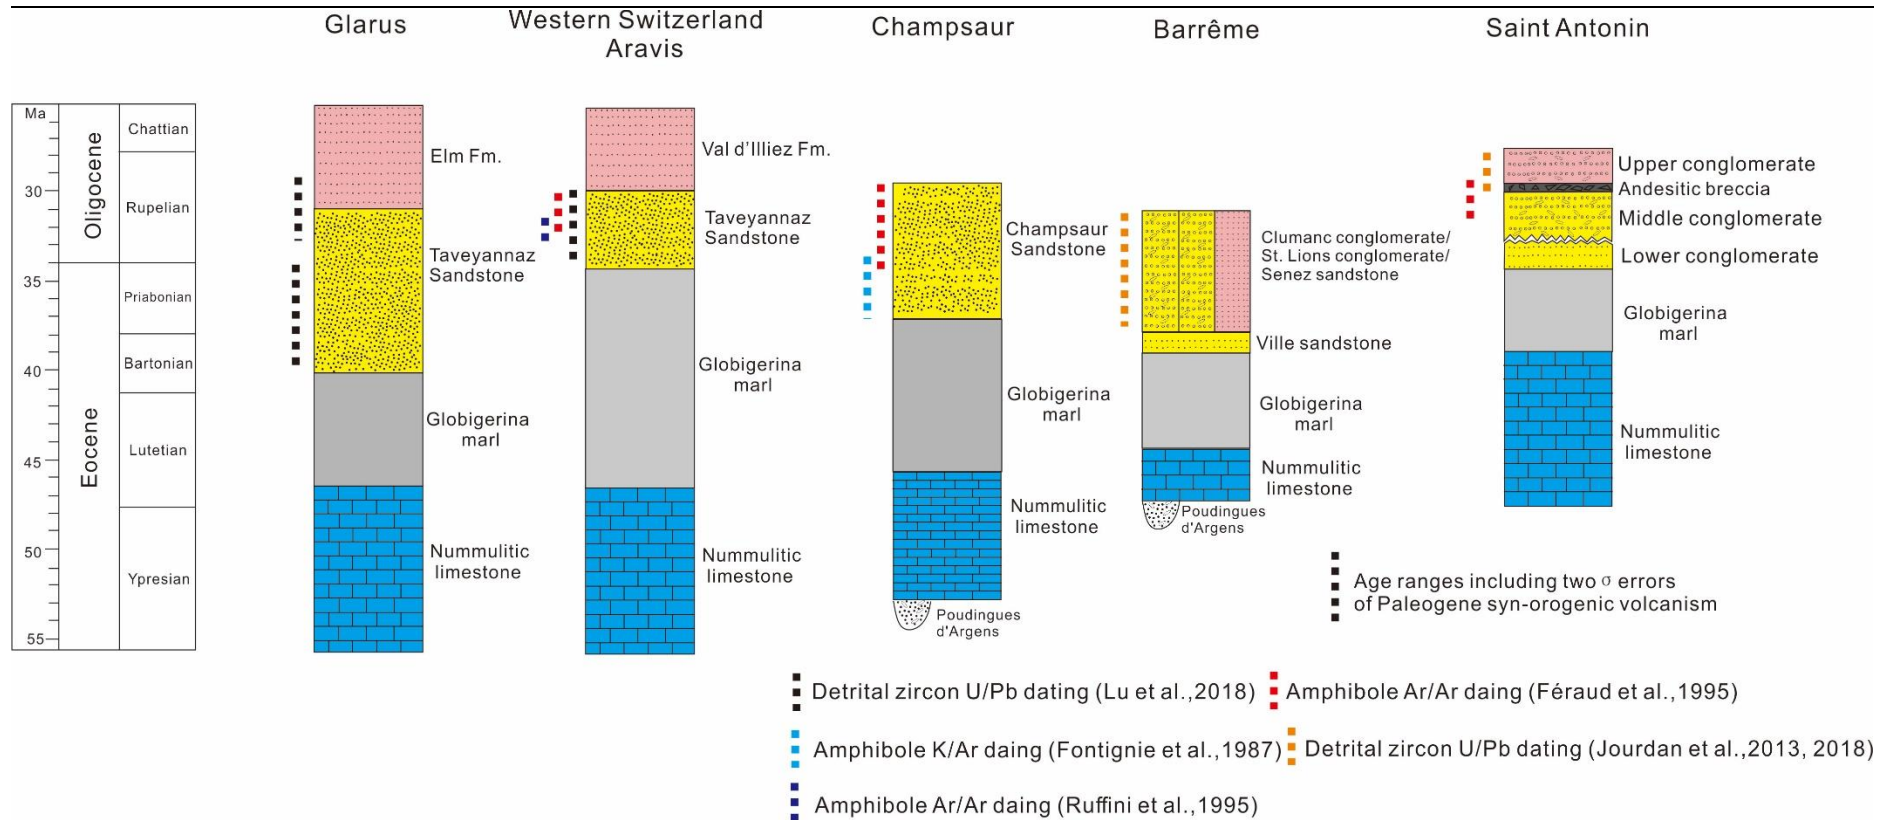 Glarus
Western Switzerland
Aravis
Champsaur
Barrême
Saint Antonin
Ma
30
35
40
45
50
55
Oligocene
Eocene
Chattian
Rupelian
Priabonian
Bartonian
Lutetian
Ypresian
Elm Fm.
Taveyannaz
Sandstone
Globigerina
marl
Nummulitic
limestone
Val d'Illiez Fm.
Taveyannaz
Sandstone
Globigerina
marl
Nummulitic
limestone
Champsaur
Sandstone
Globigerina
marl
Nummulitic
limestone
Poudingues
d'Argens
Clumanc conglomerate/
St. Lions conglomerate/
Senez sandstone
Ville sandstone
Globigerina
marl
Nummulitic
limestone
Poudingues
d'Argens
Upper conglomerate
Andesitic breccia
Middle conglomerate
Lower conglomerate
Globigerina
marl
Nummulitic
limestone
Age ranges including two σ errors
of Paleogene syn-orogenic volcanism
Detrital zircon U/Pb dating (Lu et al.,2018)
Amphibole Ar/Ar daing (Féraud et al.,1995)
Amphibole K/Ar daing (Fontignie et al.,1987)
Detrital zircon U/Pb dating (Jourdan et al.,2013, 2018)
Amphibole Ar/Ar daing (Ruffini et al.,1995)